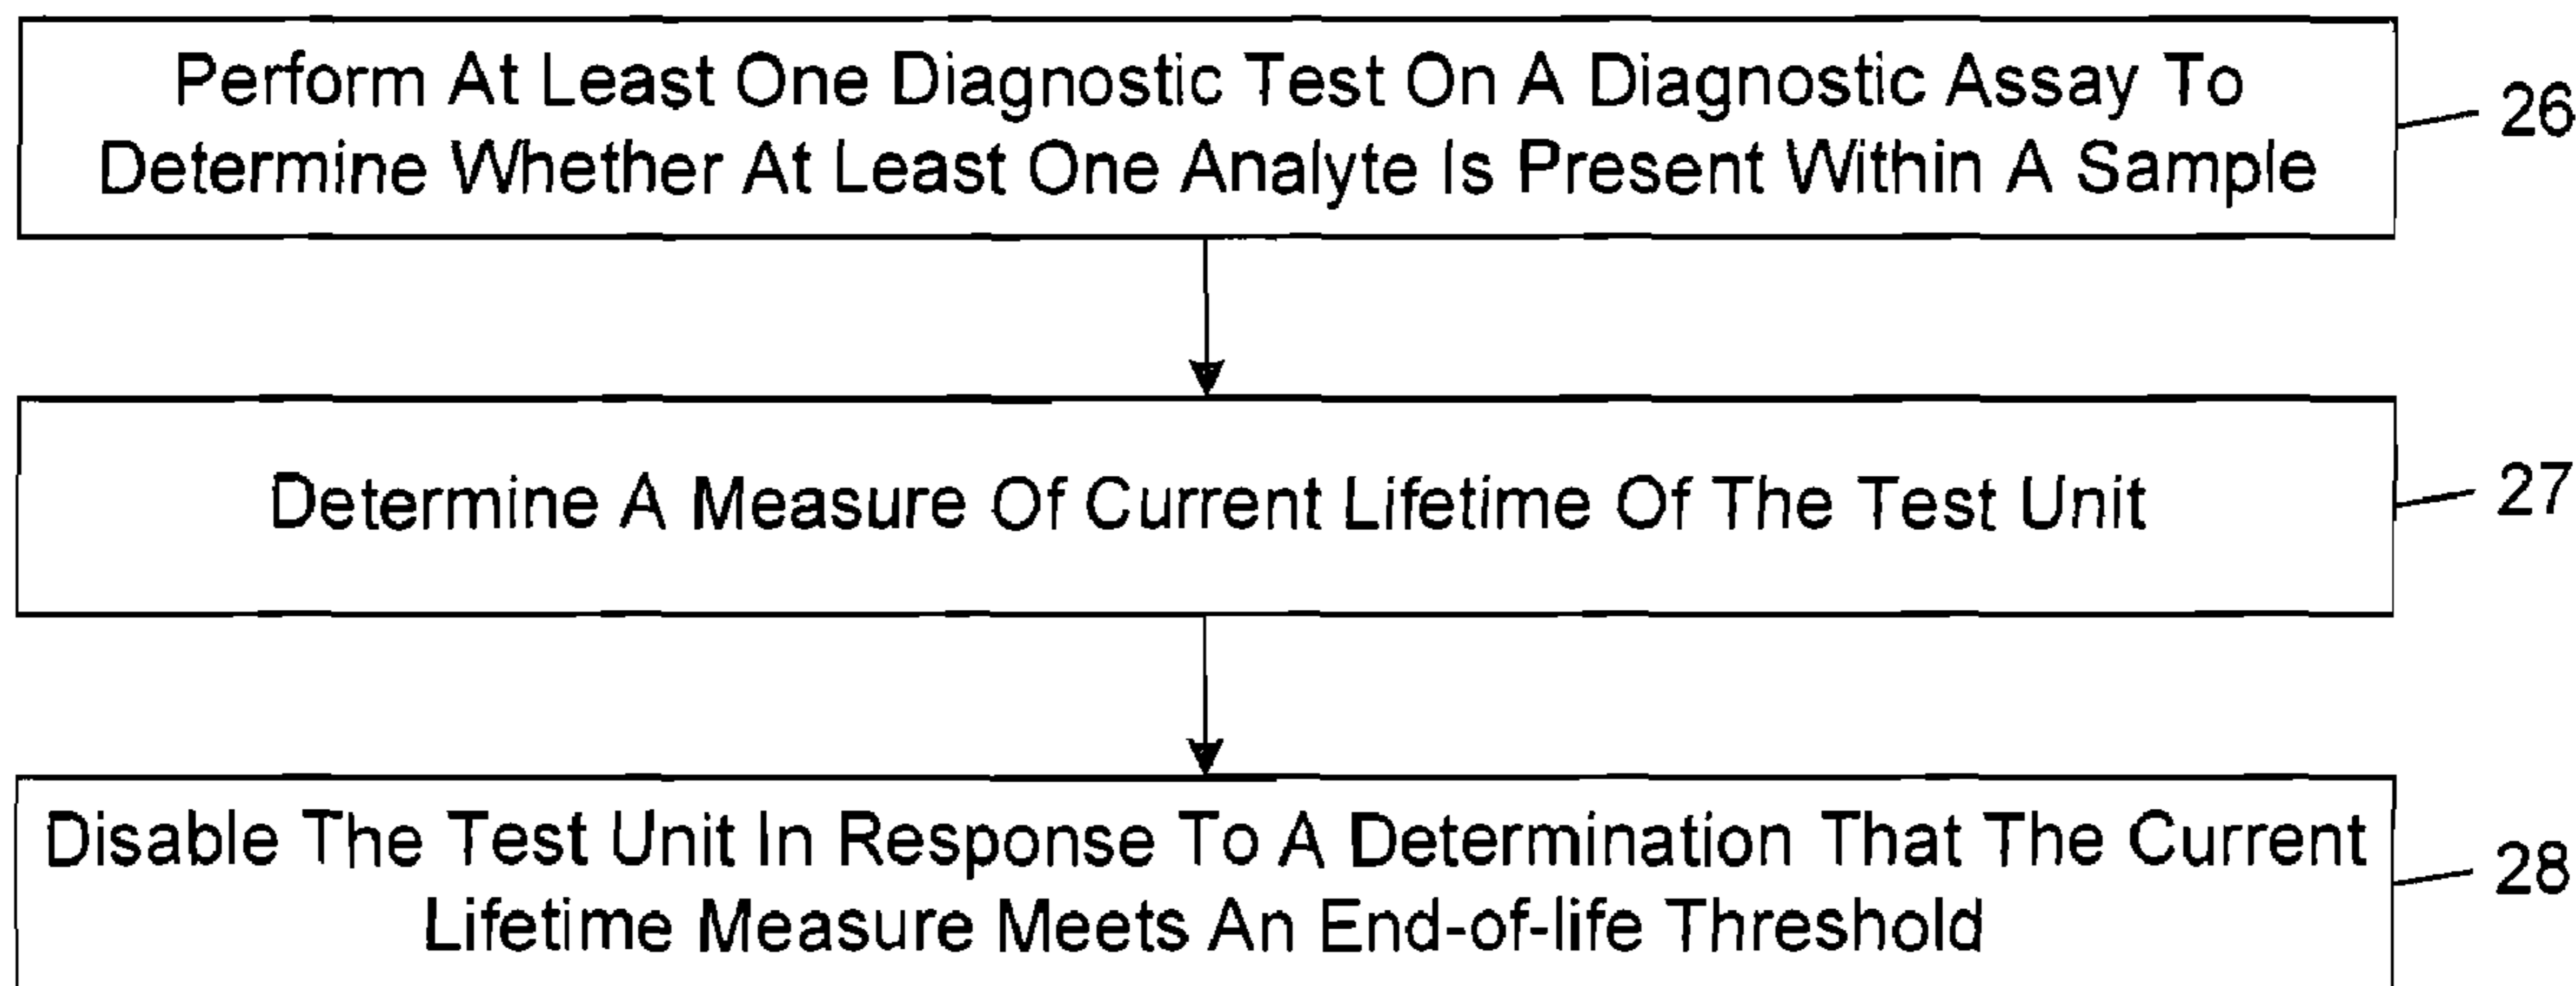 Perform At Least One Diagnostic Test On A Diagnostic Assay To
Determine Whether At Least One Analyte Is Present Within A Sample
26
Determine A Measure Of Current Lifetime Of The Test Unit
27
Disable The Test Unit In Response To A Determination That The Current
Lifetime Measure Meets An End-of-life Threshold
28